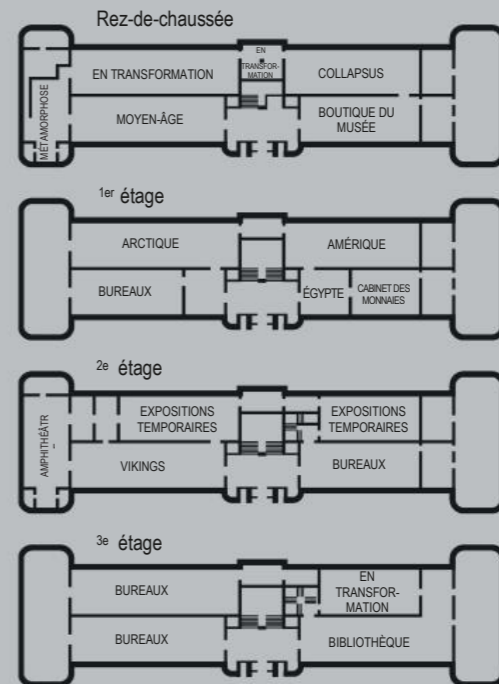 Rez-de-chaussée
EN
TRANSFOR-
MATION
EN TRANSFORMATION
COLLAPSUS
MÉTAMORPHOSE
MOYEN-ÂGE
BOUTIQUE DU
MUSÉE
1er étage
ARCTIQUE
AMÉRIQUE
BUREAUX
ÉGYPTE
CABINET DES
MONNAIES
2e étage
AMPHITHÉÂTR
EXPOSITIONS
TEMPORAIRES
EXPOSITIONS
TEMPORAIRES
VIKINGS
BUREAUX
3e étage
BUREAUX
EN
TRANSFOR-
MATION
BUREAUX
BIBLIOTHÈQUE